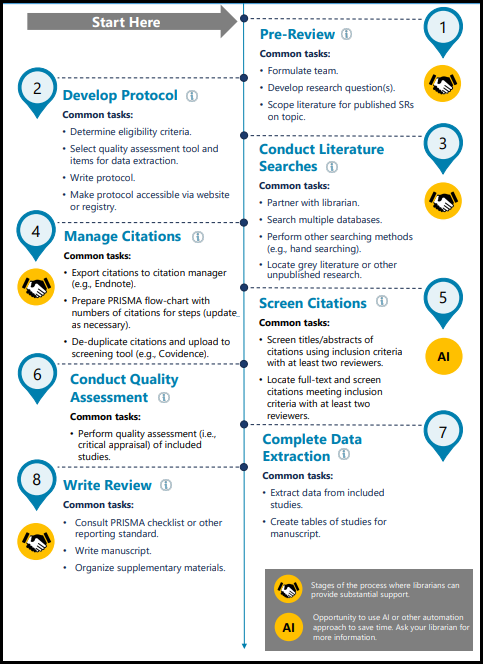 Start Here
1
Pre-Review
Common tasks:
• Formulate team.
• Develop research question(s).
• Scope literature for published SRs
on topic.
2
Develop Protocol
Common tasks:
• Determine eligibility criteria.
• Select quality assessment tool and
items for data extraction.
• Write protocol.
• Make protocol accessible via website
or registry.
3
Conduct Literature
Searches
Common tasks:
• Partner with librarian.
• Search multiple databases.
• Perform other searching methods
(e.g., hand searching).
• Locate grey literature or other
unpublished research.
4
Manage Citations
Common tasks:
• Export citations to citation manager
(e.g., Endnote).
• Prepare PRISMA flow-chart with
numbers of citations for steps (update
as necessary).
• De-duplicate citations and upload to
screening tool (e.g., Covidence).
5
Screen Citations
Common tasks:
• Screen titles/abstracts of
citations using inclusion criteria
with at least two reviewers.
• Locate full-text and screen
citations meeting inclusion
criteria with at least two
reviewers.
AI
6
Conduct Quality
Assessment
Common tasks:
• Perform quality assessment (i.e.,
critical appraisal) of included
studies.
7
Complete Data
Extraction
Common tasks:
• Extract data from included
studies.
• Create tables of studies for
manuscript.
8
Write Review
Common tasks:
• Consult PRISMA checklist or other
reporting standard.
• Write manuscript.
• Organize supplementary materials.
Stages of the process where librarians can
provide substantial support.
AI
Opportunity to use AI or other automation
approach to save time. Ask your librarian for
more information.